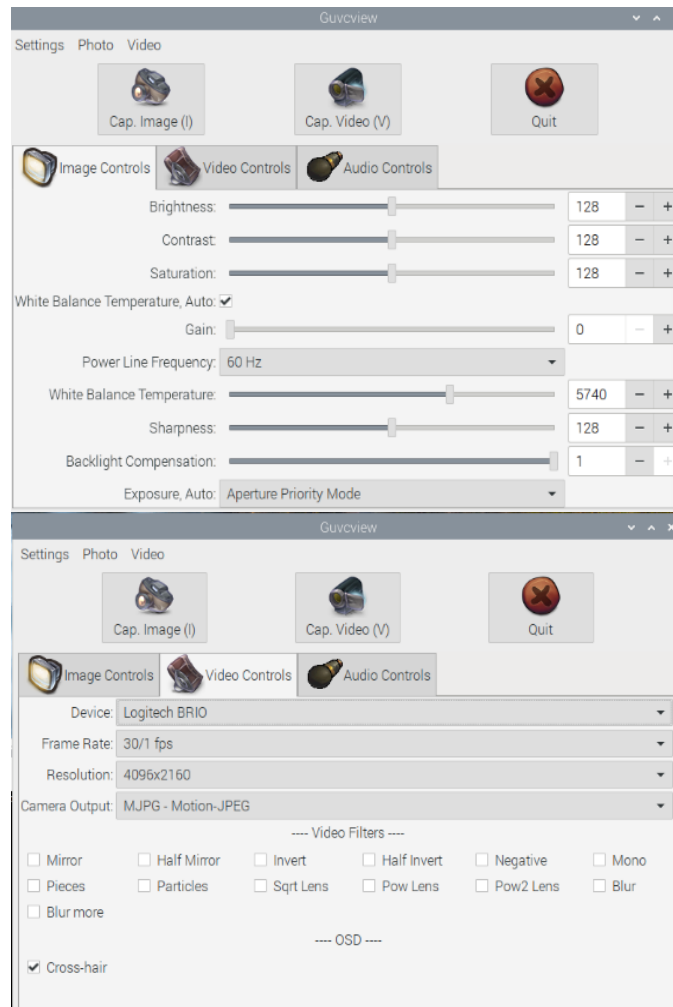 Guvcview
Settings Photo Video
Cap. Image (I) Cap. Video (V) Quit
Image Controls Video Controls Audio Controls
Brightness: 128
Contrast: 128
Saturation: 128
White Balance Temperature, Auto:
Gain: 0
Power Line Frequency: 60 Hz
White Balance Temperature: 5740
Sharpness: 128
Backlight Compensation: 1
Exposure, Auto: Aperture Priority Mode
Guvcview
Settings Photo Video
Cap. Image (I) Cap. Video (V) Quit
Image Controls Video Controls Audio Controls
Device: Logitech BRIO
Frame Rate: 30/1 fps
Resolution: 4096x2160
Camera Output: MJPG - Motion-JPEG
---- Video Filters ----
Mirror Half Mirror Invert Half Invert Negative Mono
Pieces Particles Sqrt Lens Pow Lens Pow2 Lens Blur
Blur more
---- OSD ----
Cross-hair